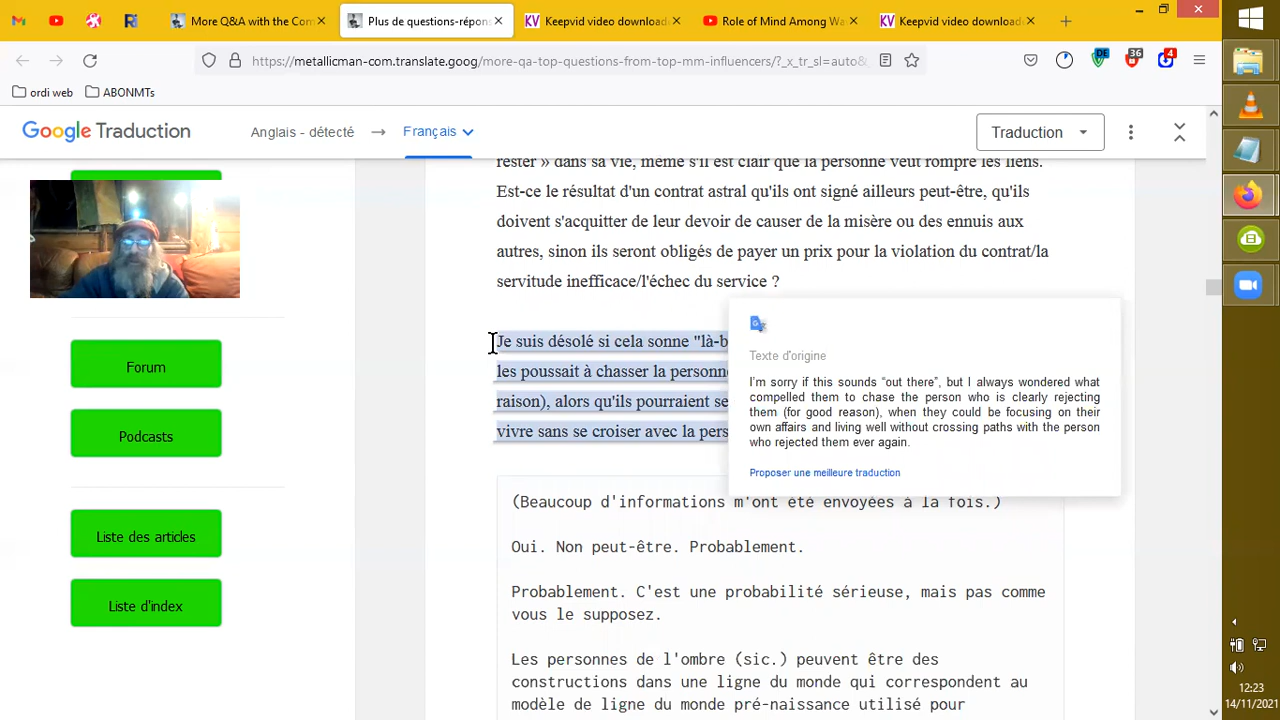 More Q&A with the Com
Plus de questions-répons
Keepvid video download
Role of Mind Among Wa
Keepvid video download
https://metallicman-com.translate.goog/more-qa-top-questions-from-top-mm-influencers/?_x_tr_sl=auto&
DE
36
4
ordi web
ABONMTs
Google Traduction
Anglais - détecté
Français
Traduction
rester » dans sa vie, même s'il est clair que la personne veut rompre les liens.
Est-ce le résultat d'un contrat astral qu'ils ont signé ailleurs peut-être, qu'ils
doivent s'acquitter de leur devoir de causer de la misère ou des ennuis aux
autres, sinon ils seront obligés de payer un prix pour la violation du contrat/la
servitude inefficace/l'échec du service ?
Je suis désolé si cela sonne "là-b
les poussait à chasser la personne
raison), alors qu'ils pourraient se
vivre sans se croiser avec la pers
Texte d'origine
I'm sorry if this sounds “out there”, but I always wondered what
compelled them to chase the person who is clearly rejecting
them (for good reason), when they could be focusing on their
own affairs and living well without crossing paths with the person
who rejected them ever again.
Proposer une meilleure traduction
(Beaucoup d'informations m'ont été envoyées à la fois.)
Oui. Non peut-être. Probablement.
Probablement. C'est une probabilité sérieuse, mais pas comme
vous le supposez.
Les personnes de l'ombre (sic.) peuvent être des
constructions dans une ligne du monde qui correspondent au
modèle de ligne du monde pré-naissance utilisé pour
Forum
Podcasts
Liste des articles
Liste d'index
12:23
14/11/2021